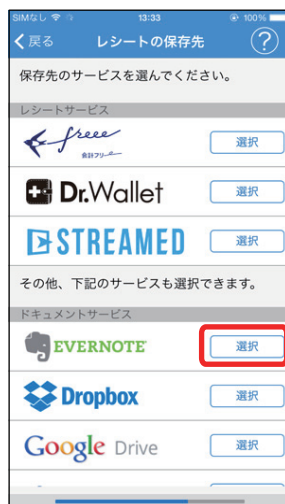 SIMなし 13:33 100%
戻る レシートの保存先 ?
保存先のサービスを選んでください。
レシートサービス
freee 選択
会計フリー
Dr.Wallet 選択
STREAMED 選択
その他、下記のサービスも選択できます。
ドキュメントサービス
EVERNOTE 選択
Dropbox 選択
Google Drive 選択